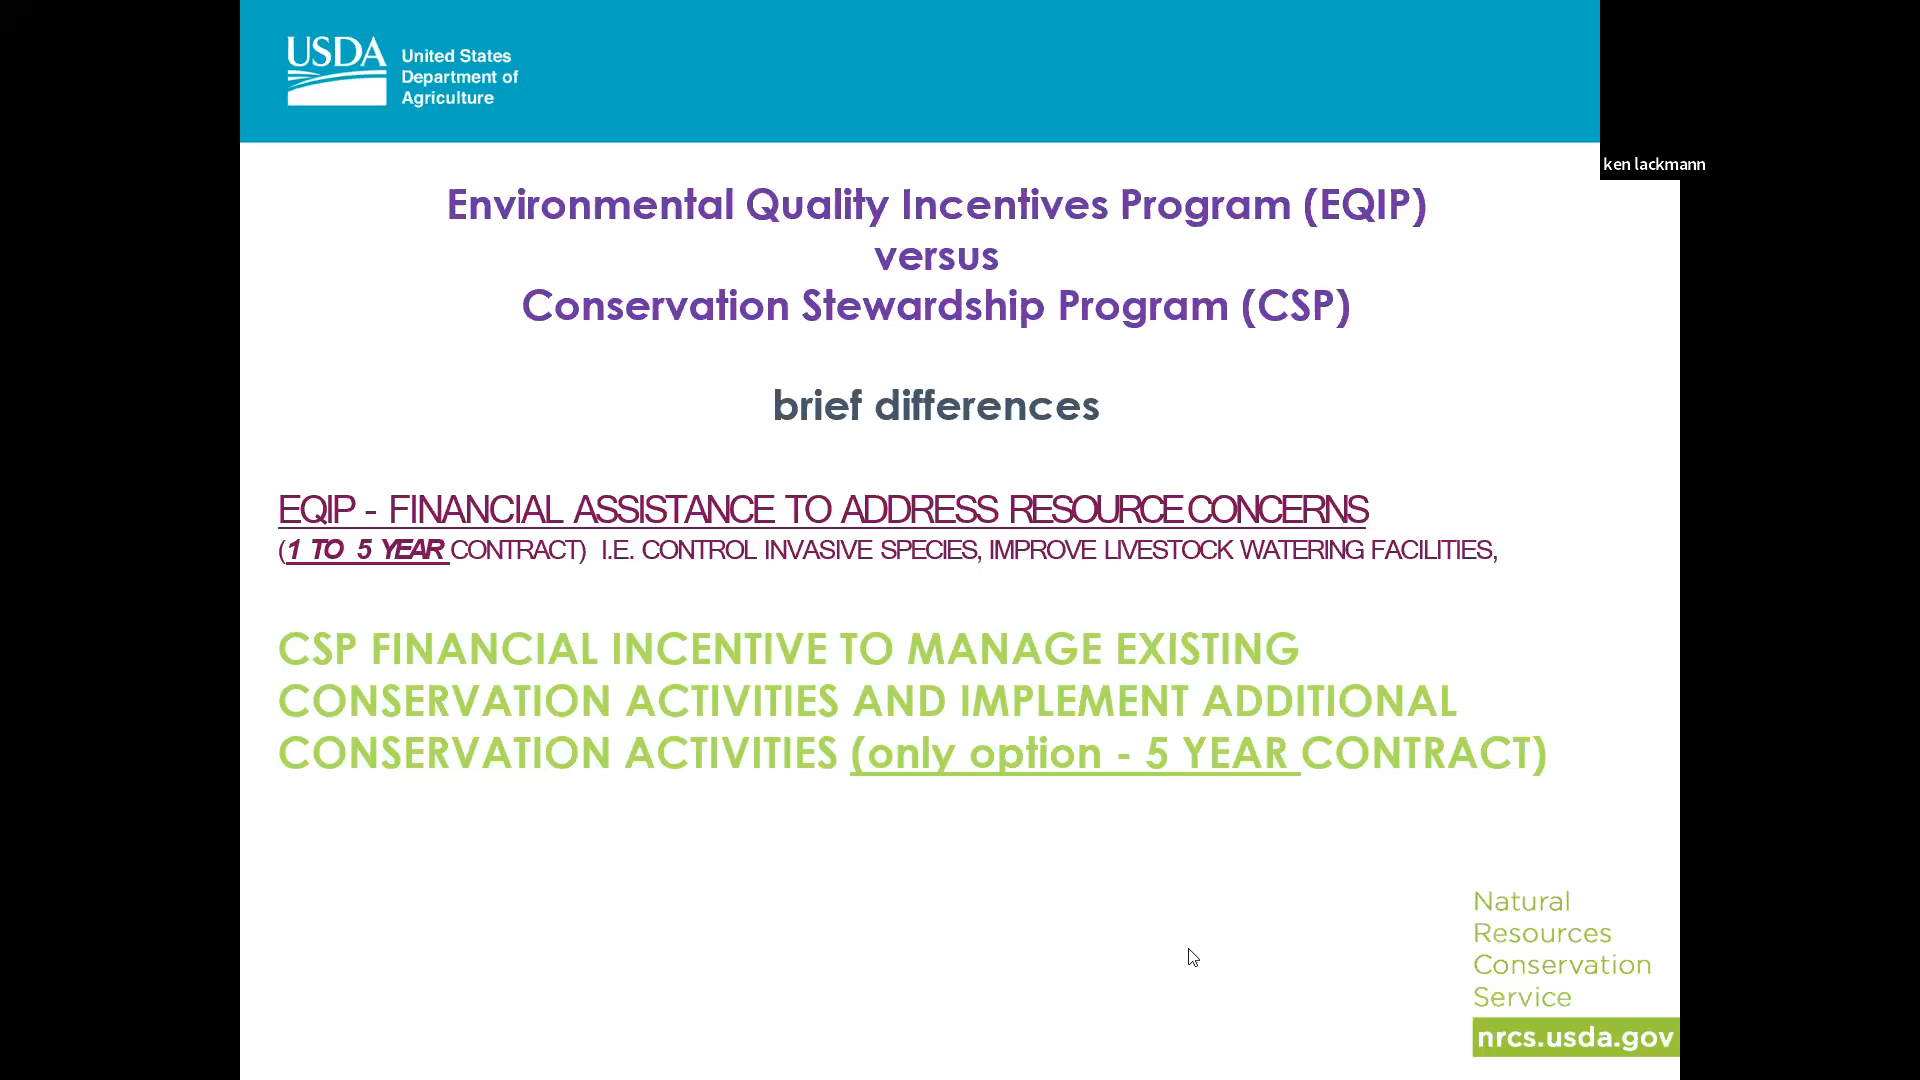 USDA
United States
Department of
Agriculture
ken lackmann
Environmental Quality Incentives Program (EQIP)
versus
Conservation Stewardship Program (CSP)
brief differences
EQIP - FINANCIAL ASSISTANCE TO ADDRESS RESOURCE CONCERNS
(1 TO 5 YEAR CONTRACT) I.E. CONTROL INVASIVE SPECIES, IMPROVE LIVESTOCK WATERING FACILITIES,
CSP FINANCIAL INCENTIVE TO MANAGE EXISTING
CONSERVATION ACTIVITIES AND IMPLEMENT ADDITIONAL
CONSERVATION ACTIVITIES (only option - 5 YEAR CONTRACT)
Natural
Resources
Conservation
Service
nrcs.usda.gov